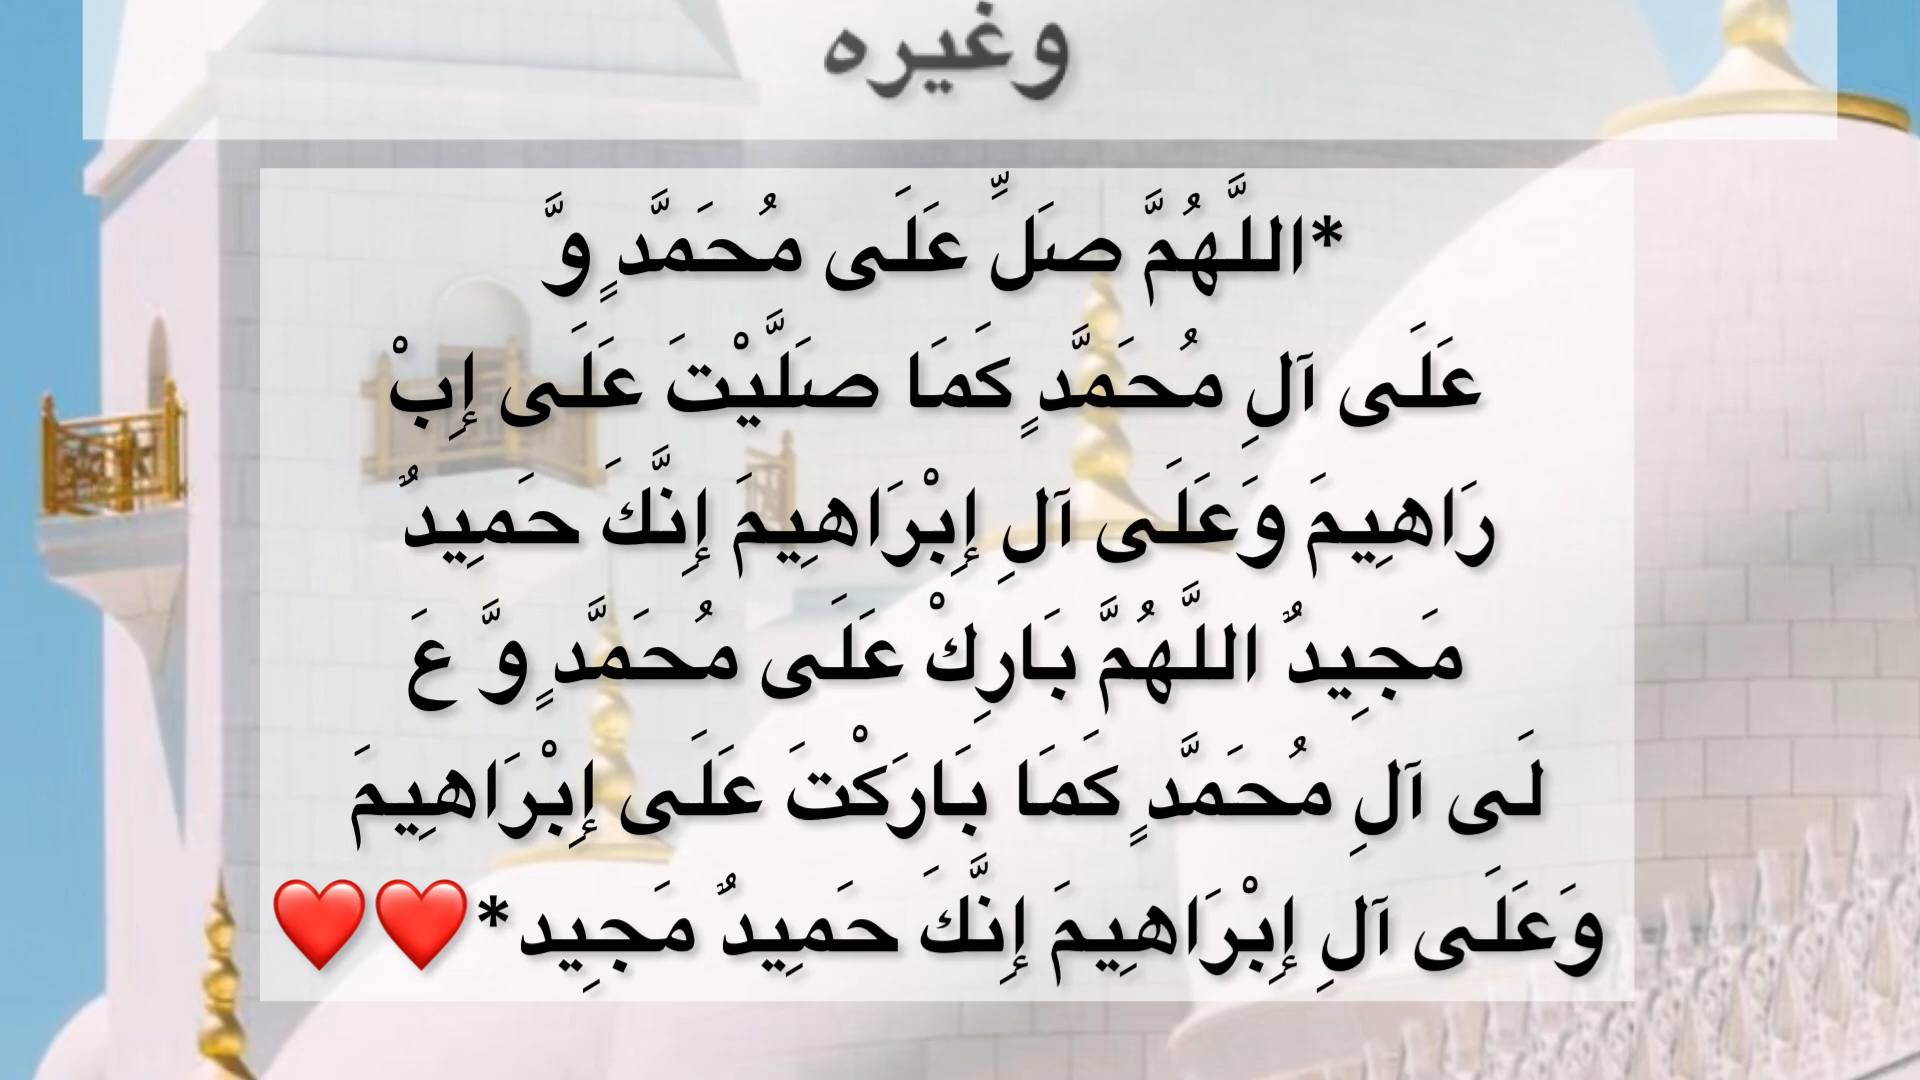 وغيره
*اللَّهُمَّ صَلِّ عَلَى مُحَمَّدٍ وَّ
عَلَى آلِ مُحَمَّدٍ كَمَا صَلَّيْتَ عَلَى إِبْ
رَاهِيمَ وَعَلَى آلِ إِبْرَاهِيمَ إِنَّكَ حَمِيدٌ
مَجِيدٌ اللَّهُمَّ بَارِكْ عَلَى مُحَمَّدٍ وَّ عَ
لَى آلِ مُحَمَّدٍ كَمَا بَارَكْتَ عَلَى إِبْرَاهِيمَ
وَعَلَى آلِ إِبْرَاهِيمَ إِنَّكَ حَمِيدٌ مَجِيد*❤️❤️